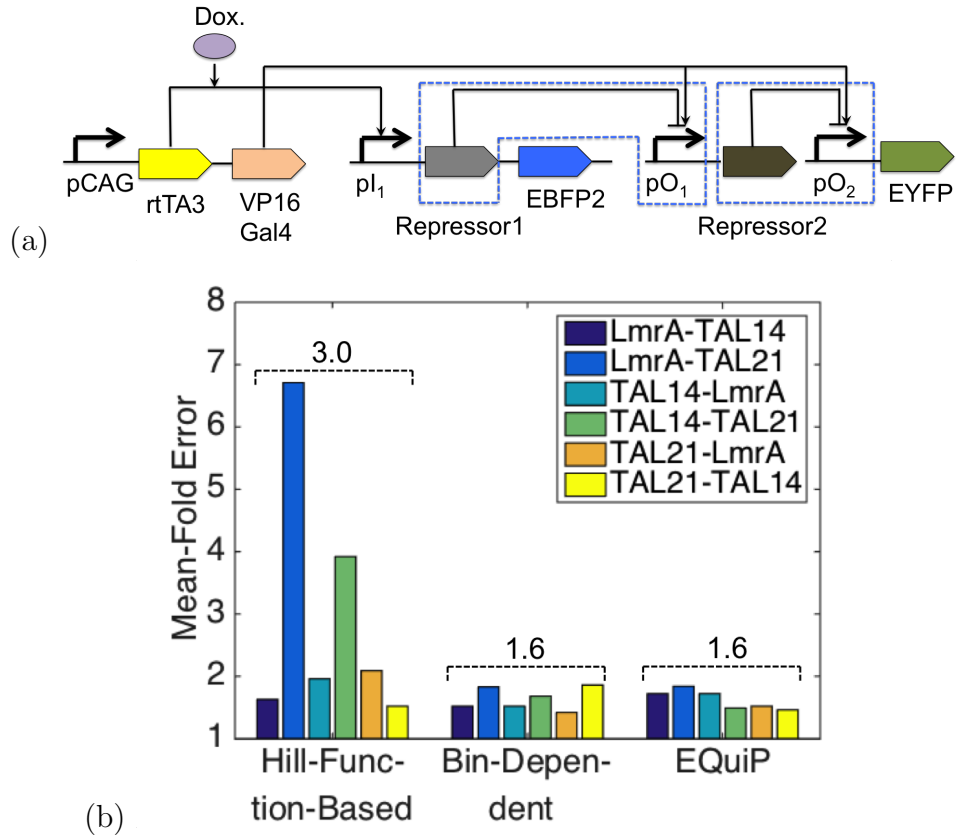 Dox.
pCAG
rtTA3
VP16
Gal4
pI1
Repressor1
EBFP2
pO1
Repressor2
pO2
EYFP
(a)
Mean-Fold Error
8
7
6
5
4
3
2
1
3.0
1.6
1.6
LmrA-TAL14
LmrA-TAL21
TAL14-LmrA
TAL14-TAL21
TAL21-LmrA
TAL21-TAL14
Hill-Func-
tion-Based
Bin-Depen-
dent
EQuiP
(b)